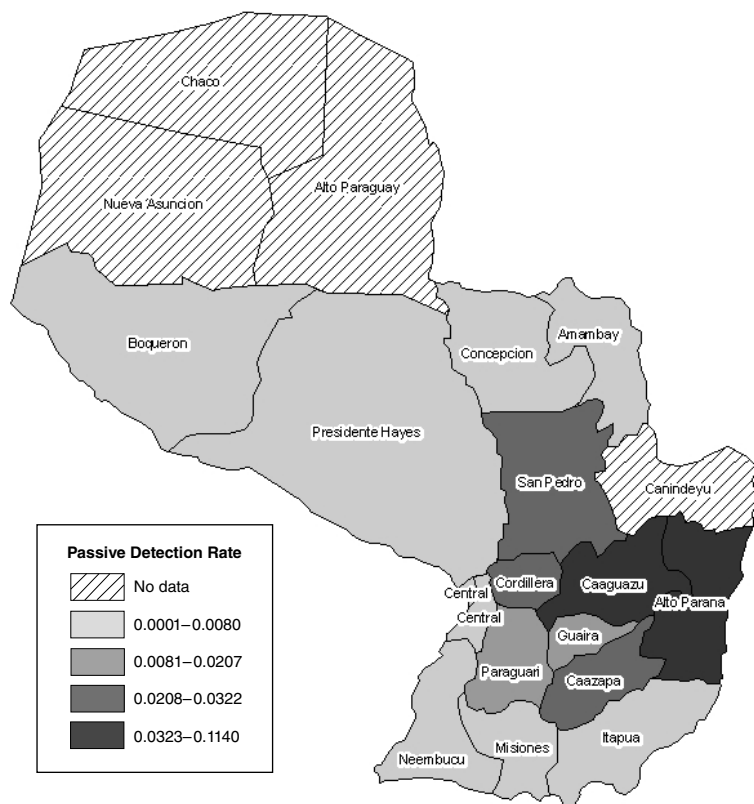 Chaco
Nueva Asuncion
Alto Paraguay
Boqueron
Concepcion
Amambay
Presidente Hayes
San Pedro
Canindeyu
Central
Cordillera
Caaguazu
Alto Parana
Central
Guaira
Paraguari
Caazapa
Neembucu
Misiones
Itapua
Passive Detection Rate
No data
0.0001–0.0080
0.0081–0.0207
0.0208–0.0322
0.0323–0.1140